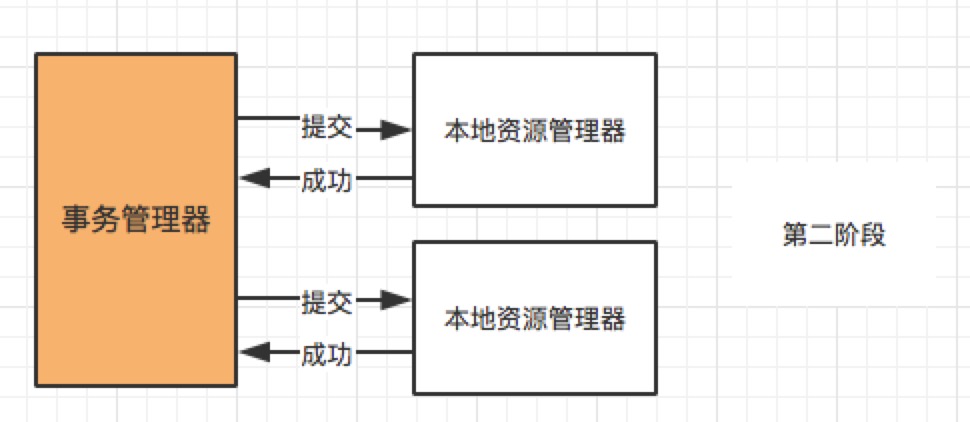 事务管理器
提交
成功
本地资源管理器
提交
成功
本地资源管理器
第二阶段